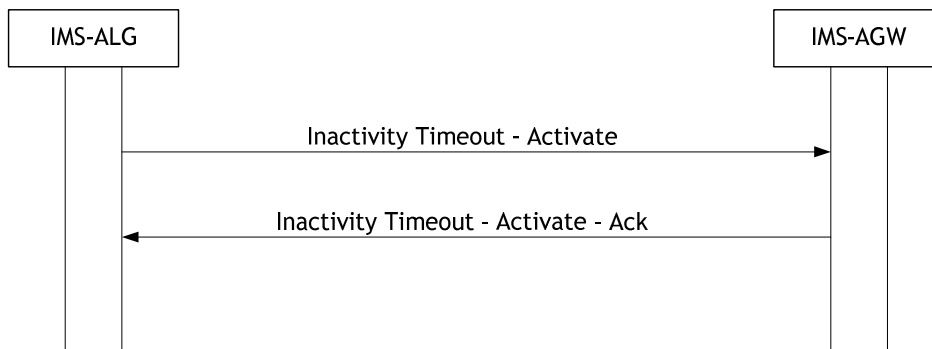 IMS-ALG
IMS-AGW
Inactivity Timeout - Activate
Inactivity Timeout - Activate - Ack